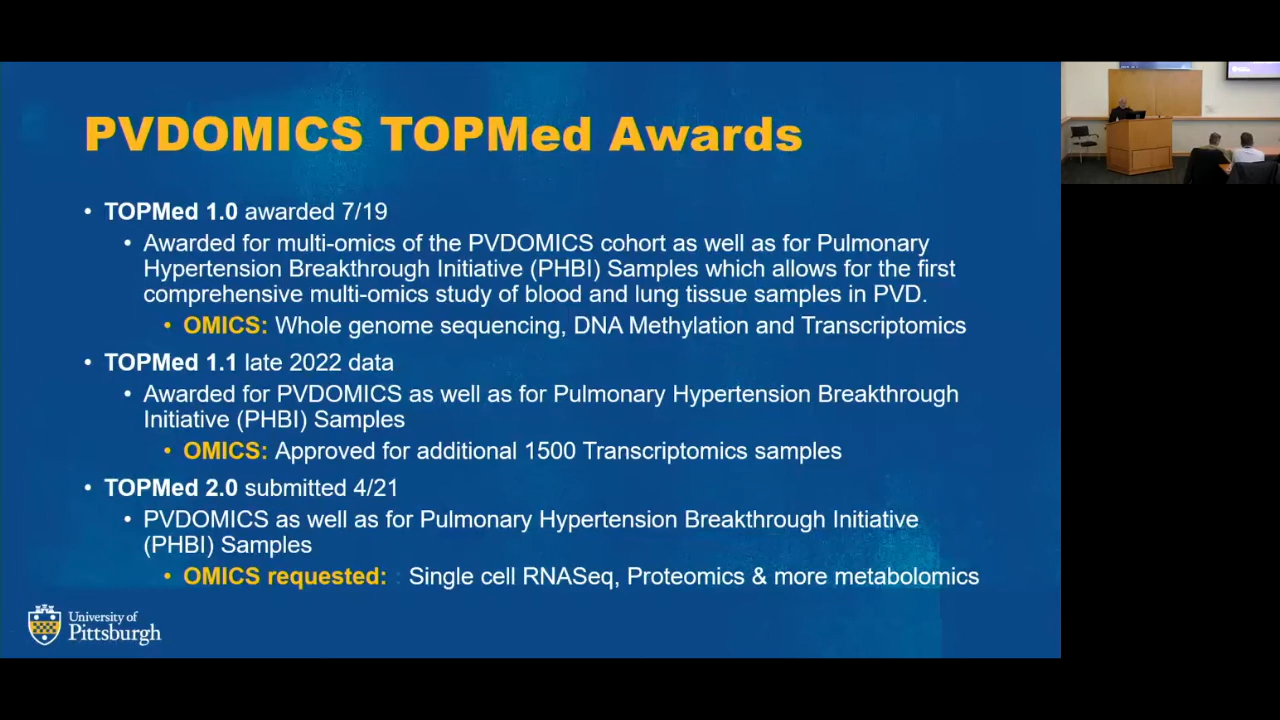 PVDOMICS TOPMed Awards
• TOPMed 1.0 awarded 7/19
• Awarded for multi-omics of the PVDOMICS cohort as well as for Pulmonary
Hypertension Breakthrough Initiative (PHBI) Samples which allows for the first
comprehensive multi-omics study of blood and lung tissue samples in PVD.
• OMICS: Whole genome sequencing, DNA Methylation and Transcriptomics
• TOPMed 1.1 late 2022 data
• Awarded for PVDOMICS as well as for Pulmonary Hypertension Breakthrough
Initiative (PHBI) Samples
• OMICS: Approved for additional 1500 Transcriptomics samples
• TOPMed 2.0 submitted 4/21
• PVDOMICS as well as for Pulmonary Hypertension Breakthrough Initiative
(PHBI) Samples
• OMICS requested: : Single cell RNASeq, Proteomics & more metabolomics
University of
Pittsburgh